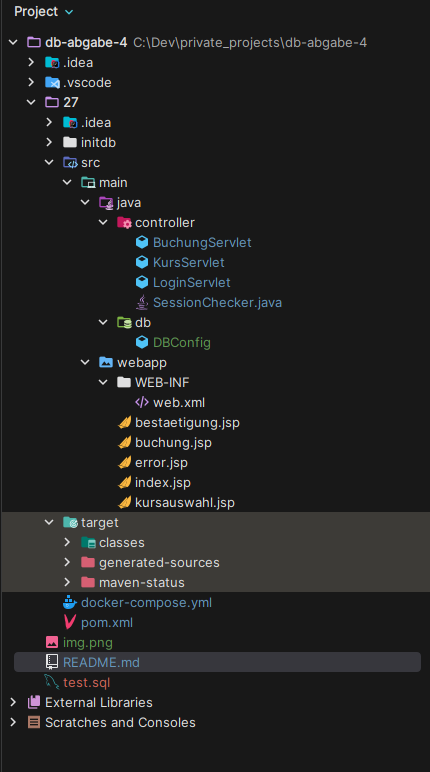 Project
db-abgabe-4 C:\Dev\private_projects\db-abgabe-4
.idea
.vscode
27
.idea
initdb
src
main
java
controller
BuchungServlet
KursServlet
LoginServlet
SessionChecker.java
db
DBConfig
webapp
WEB-INF
web.xml
bestaetigung.jsp
buchung.jsp
error.jsp
index.jsp
kursauswahl.jsp
target
classes
generated-sources
maven-status
docker-compose.yml
pom.xml
img.png
README.md
test.sql
External Libraries
Scratches and Consoles